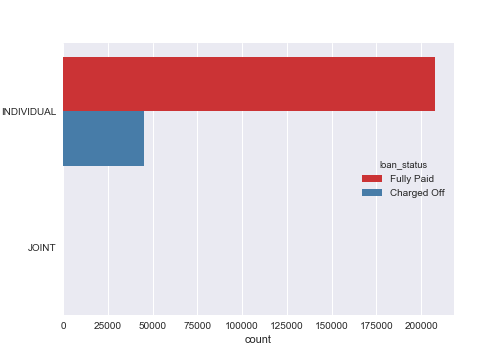 INDIVIDUAL
loan_status
Fully Paid
Charged Off
JOINT
0 25000 50000 75000 100000 125000 150000 175000 200000
count